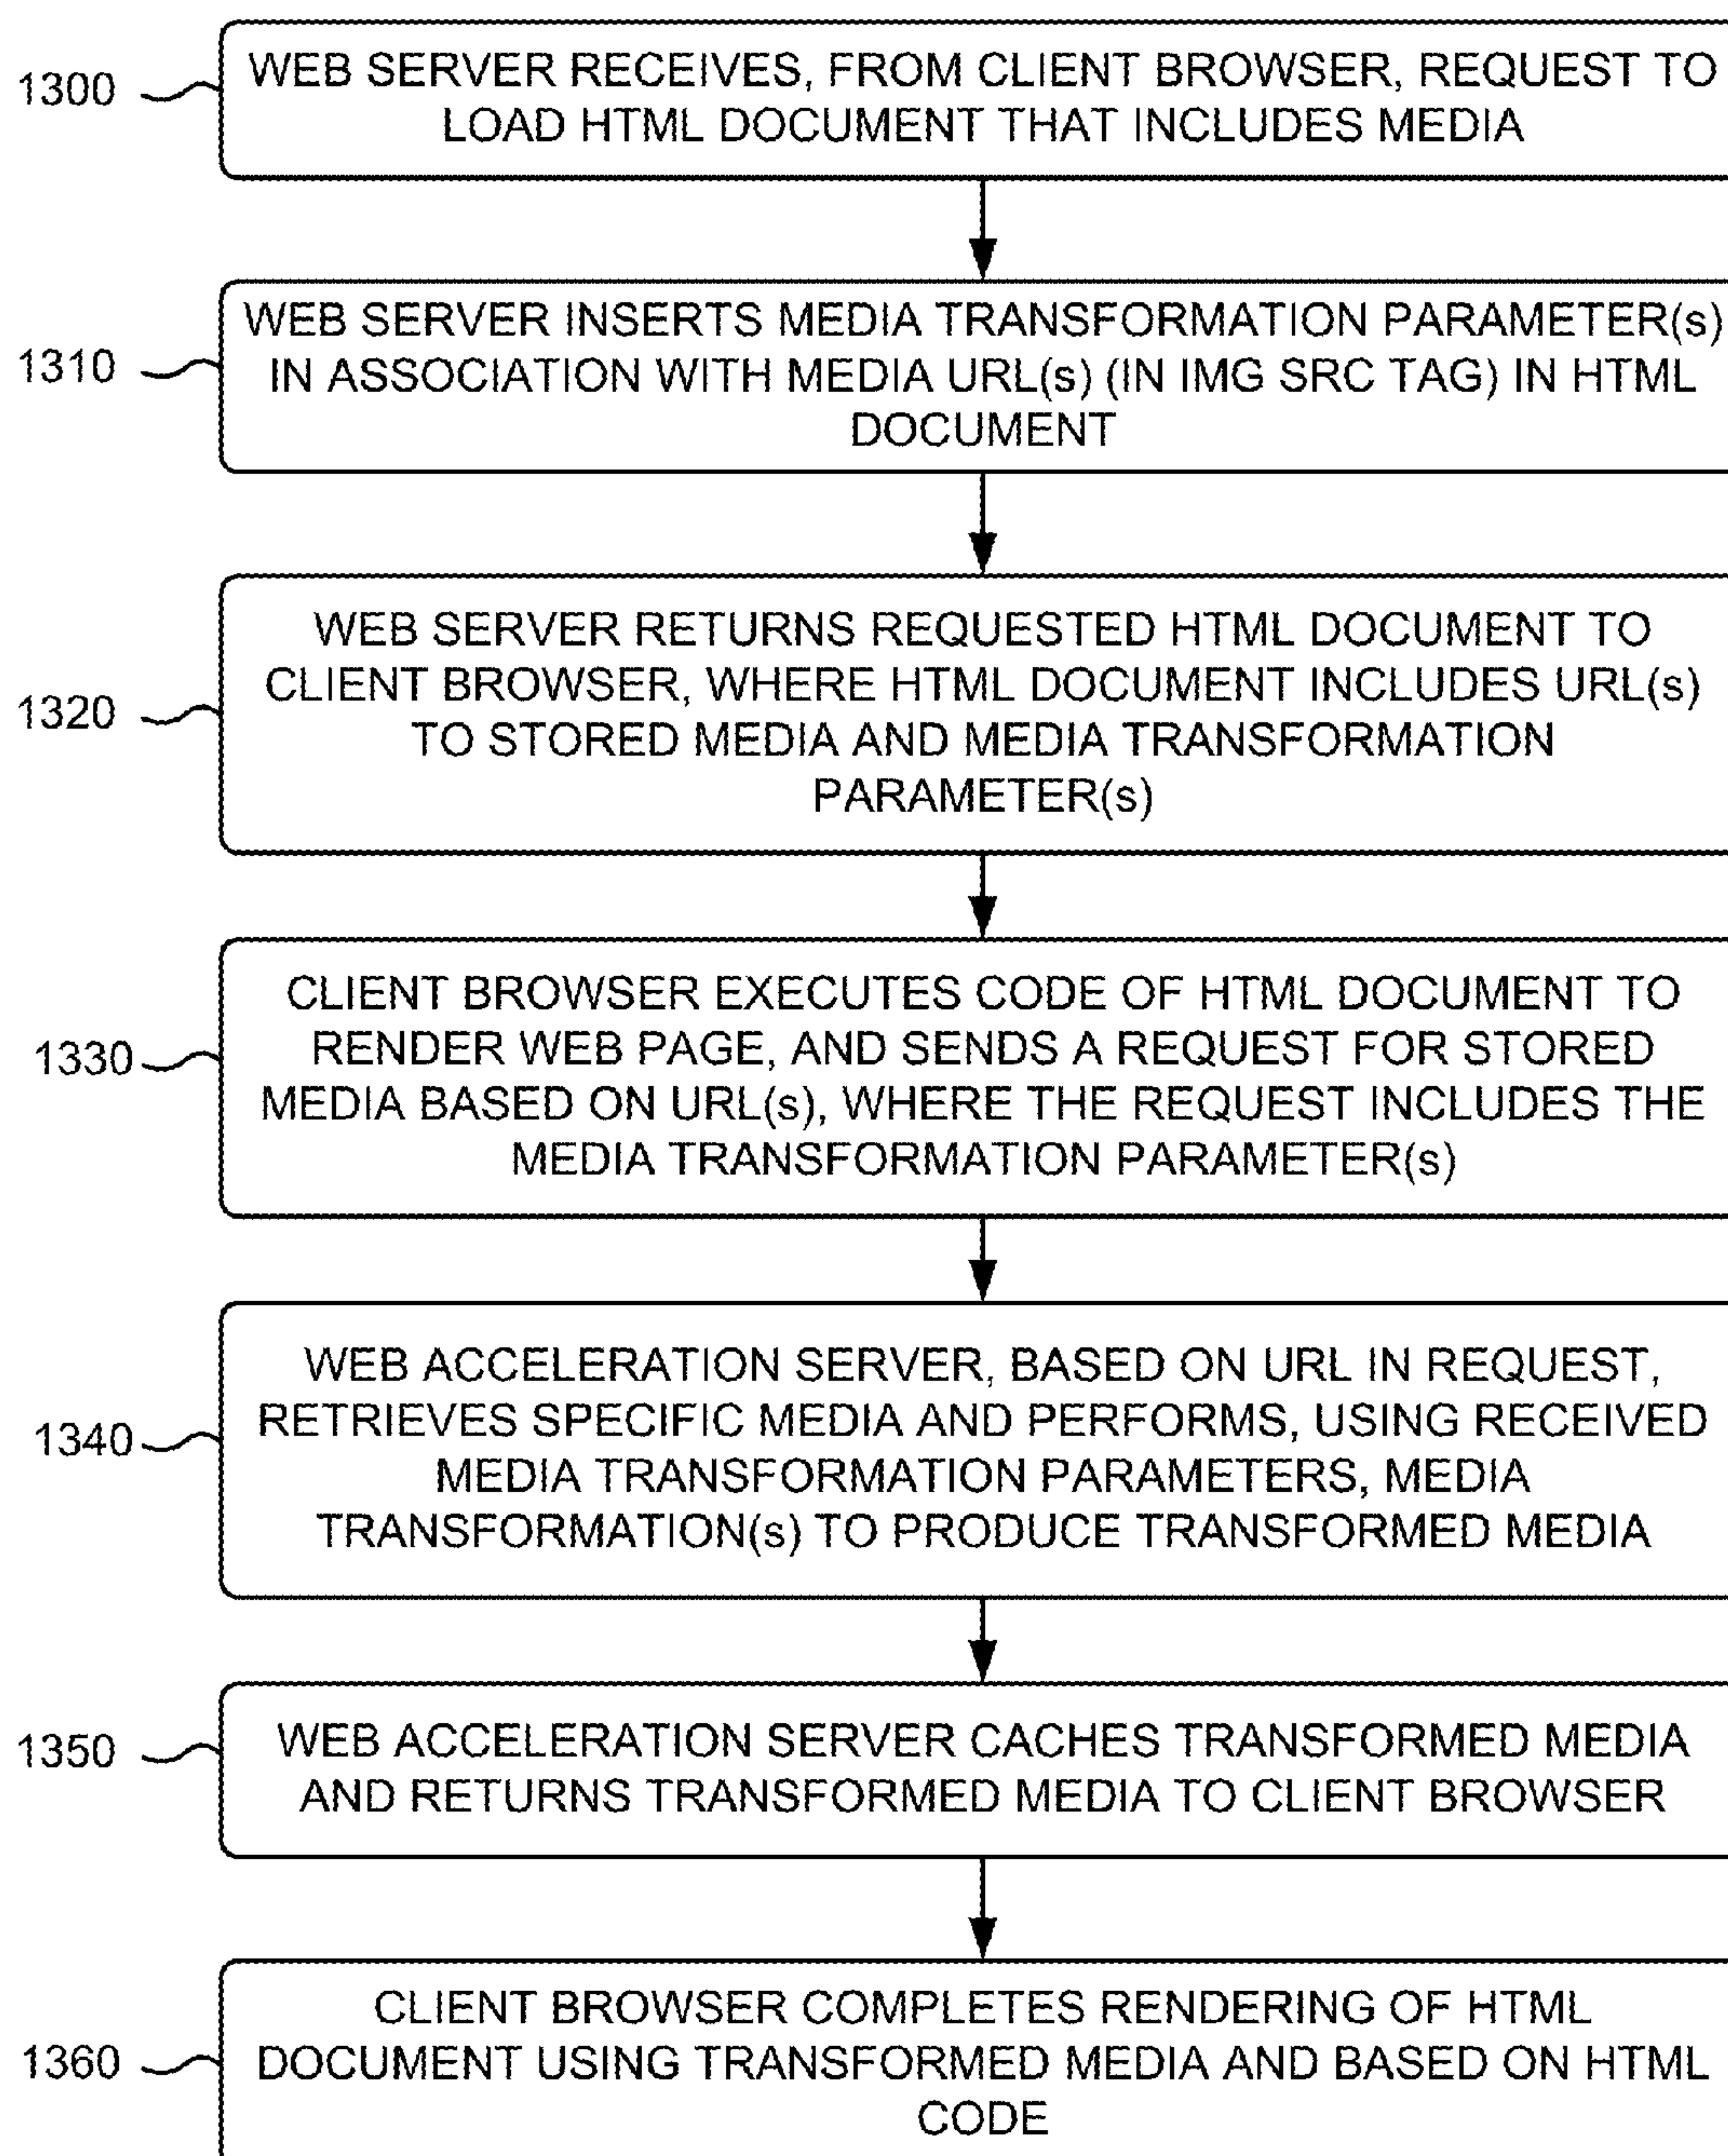 1300
WEB SERVER RECEIVES, FROM CLIENT BROWSER, REQUEST TO
LOAD HTML DOCUMENT THAT INCLUDES MEDIA
1310
WEB SERVER INSERTS MEDIA TRANSFORMATION PARAMETER(s)
IN ASSOCIATION WITH MEDIA URL(s) (IN IMG SRC TAG) IN HTML
DOCUMENT
1320
WEB SERVER RETURNS REQUESTED HTML DOCUMENT TO
CLIENT BROWSER, WHERE HTML DOCUMENT INCLUDES URL(s)
TO STORED MEDIA AND MEDIA TRANSFORMATION
PARAMETER(s)
1330
CLIENT BROWSER EXECUTES CODE OF HTML DOCUMENT TO
RENDER WEB PAGE, AND SENDS A REQUEST FOR STORED
MEDIA BASED ON URL(s), WHERE THE REQUEST INCLUDES THE
MEDIA TRANSFORMATION PARAMETER(s)
1340
WEB ACCELERATION SERVER, BASED ON URL IN REQUEST,
RETRIEVES SPECIFIC MEDIA AND PERFORMS, USING RECEIVED
MEDIA TRANSFORMATION PARAMETERS, MEDIA
TRANSFORMATION(s) TO PRODUCE TRANSFORMED MEDIA
1350
WEB ACCELERATION SERVER CACHES TRANSFORMED MEDIA
AND RETURNS TRANSFORMED MEDIA TO CLIENT BROWSER
1360
CLIENT BROWSER COMPLETES RENDERING OF HTML
DOCUMENT USING TRANSFORMED MEDIA AND BASED ON HTML
CODE